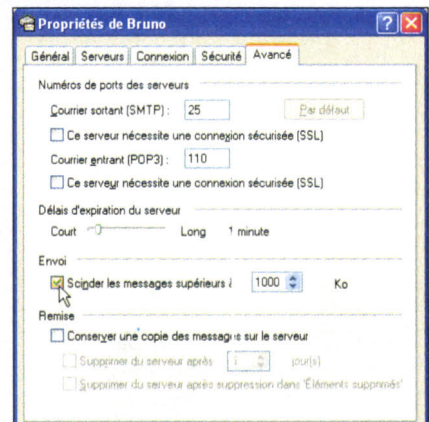 Propriétés de Bruno
Général Serveurs Connexion Sécurité Avancé
Numéros de ports des serveurs
Courrier sortant (SMTP) : 25 Par défaut
Ce serveur nécessite une connexion sécurisée (SSL)
Courrier entrant (POP3) : 110
Ce serveur nécessite une connexion sécurisée (SSL)
Délais d'expiration du serveur
Court Long 1 minute
Envoi
Scinder les messages supérieurs à 1000 Ko
Remise
Conserver une copie des messages sur le serveur
Supprimer du serveur après jour(s)
Supprimer du serveur après suppression dans 'Éléments supprimés'